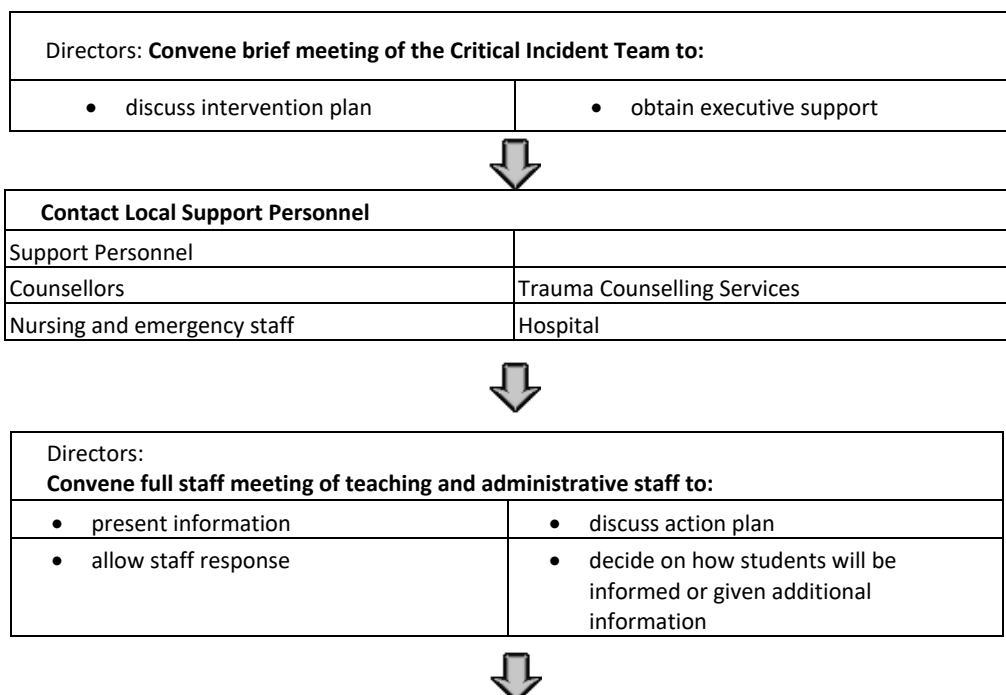 Directors: Convene brief meeting of the Critical Incident Team to:
• discuss intervention plan
• obtain executive support
Contact Local Support Personnel
Support Personnel
Counsellors
Trauma Counselling Services
Nursing and emergency staff
Hospital
Directors:
Convene full staff meeting of teaching and administrative staff to:
• present information
• discuss action plan
• allow staff response
• decide on how students will be
informed or given additional
information